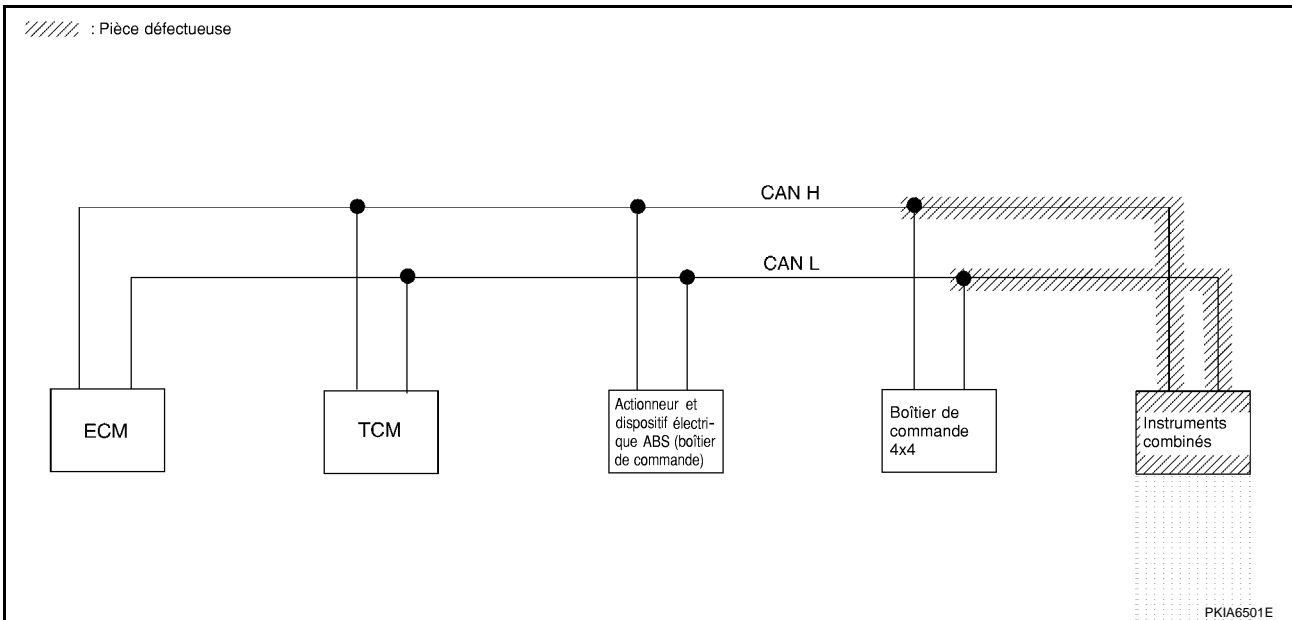 : Pièce défectueuse
CAN H
CAN L
ECM
TCM
Actionneur et
dispositif électri-
que ABS (boîtier
de commande)
Boîtier de
commande
4x4
Instruments
combinés
PKIA6501E